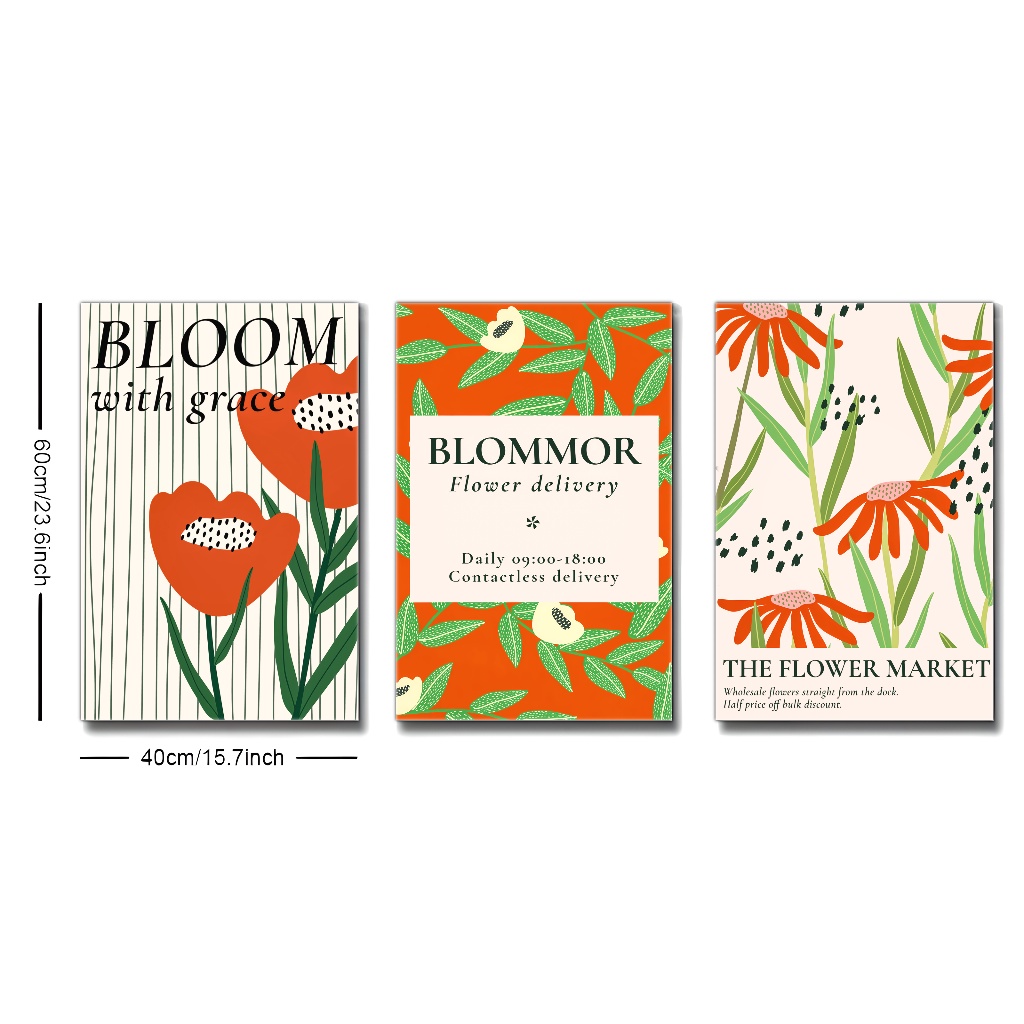 BLOOM
with grace
BLOMMOR
Flower delivery
*
Daily 09:00-18:00
Contactless delivery
THE FLOWER MARKET
Wholesale flowers straight from the dock.
Half price off bulk discount.
60cm/23.6inch
40cm/15.7inch